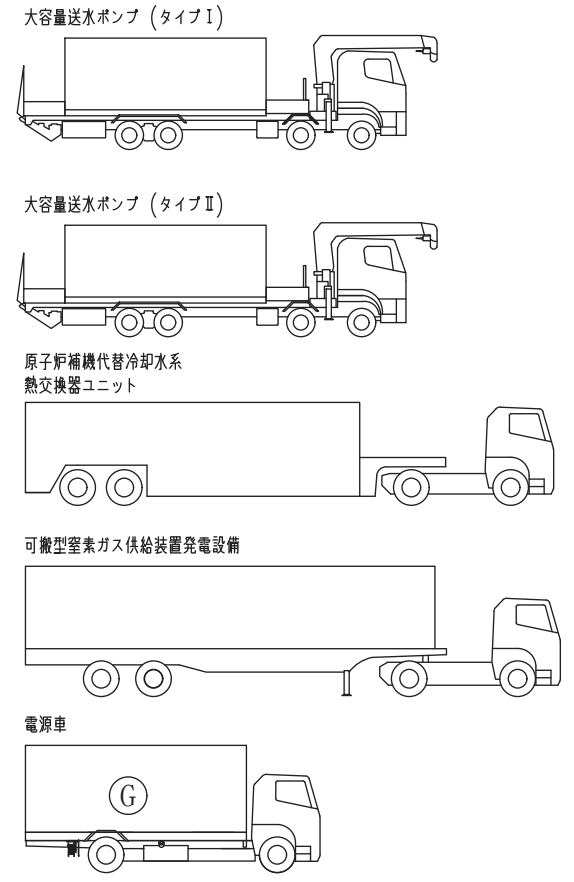 大容量送水ポンプ (タイプⅠ)
大容量送水ポンプ (タイプⅡ)
原子炉補機代替冷却水系
熱交換器ユニット
可搬型窒素ガス供給装置発電設備
電源車
G